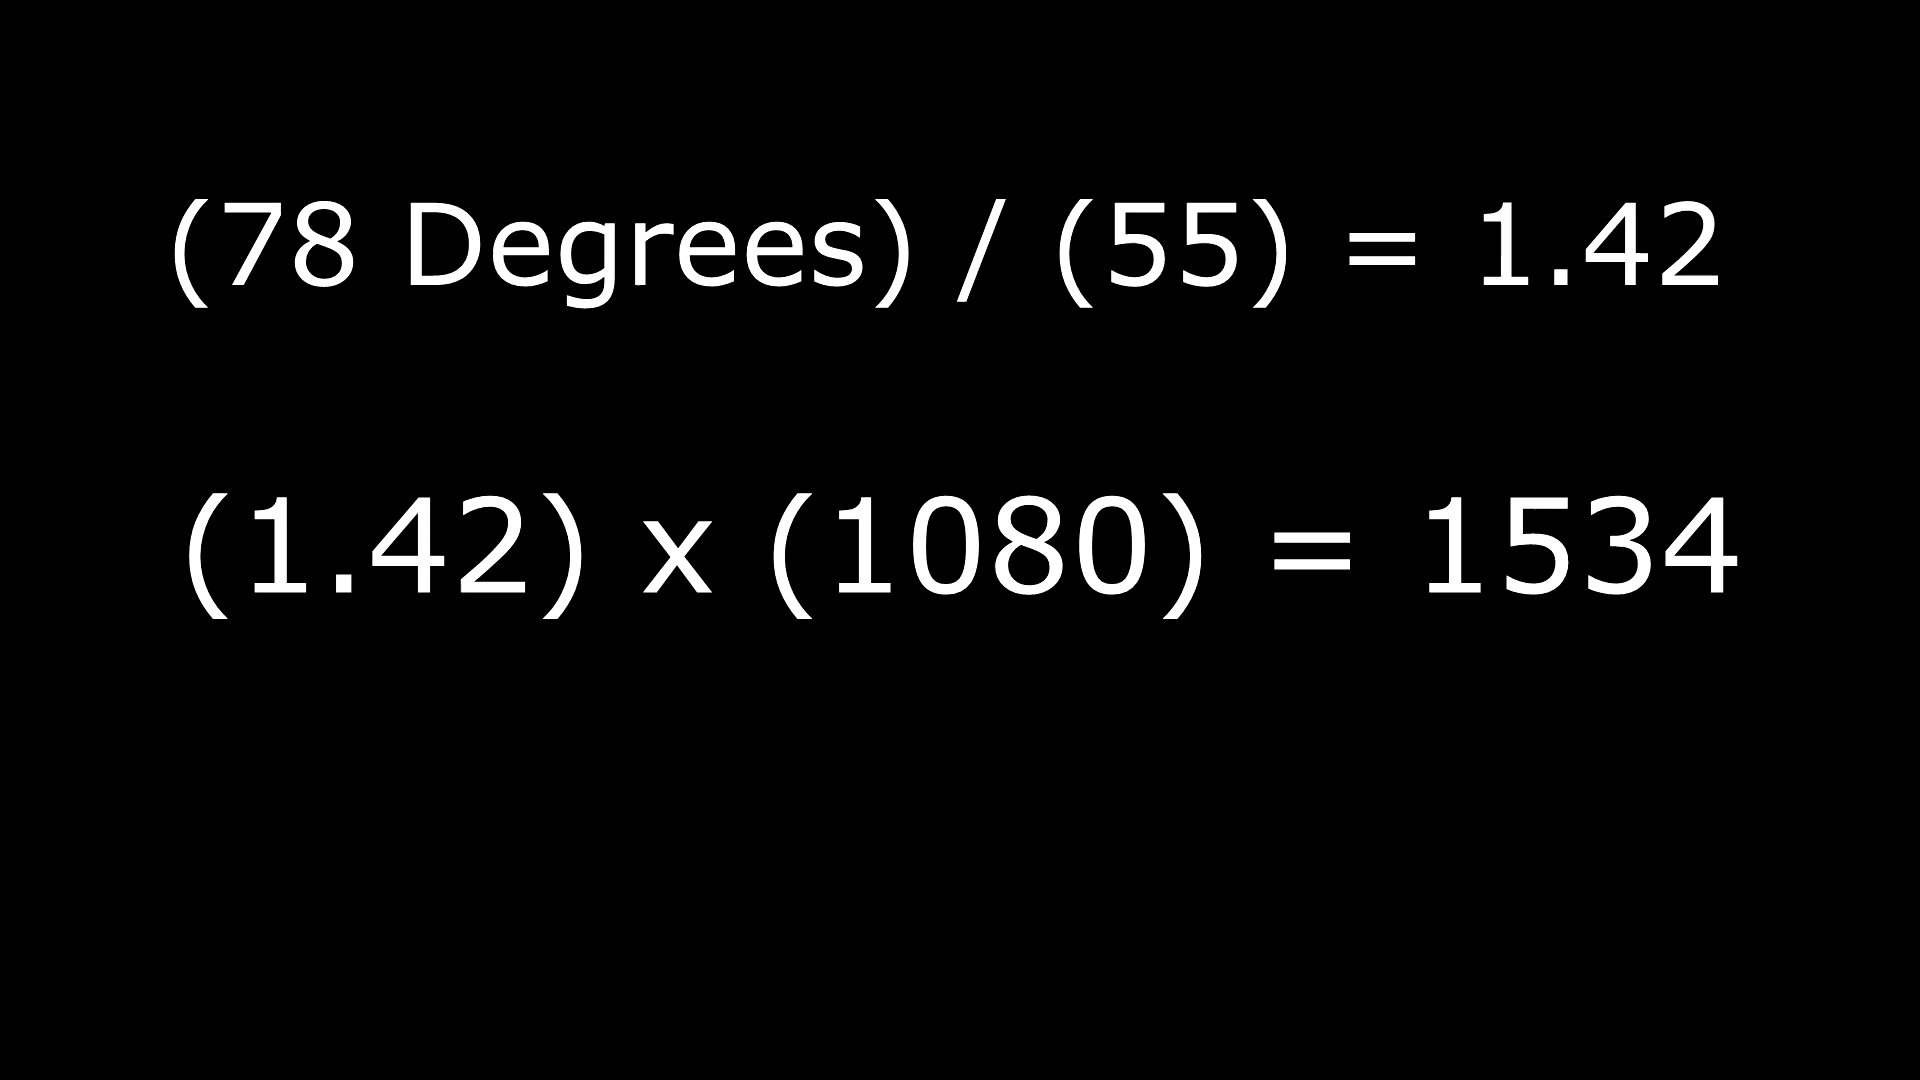 (78 Degrees) / (55) = 1.42
(1.42) x (1080) = 1534